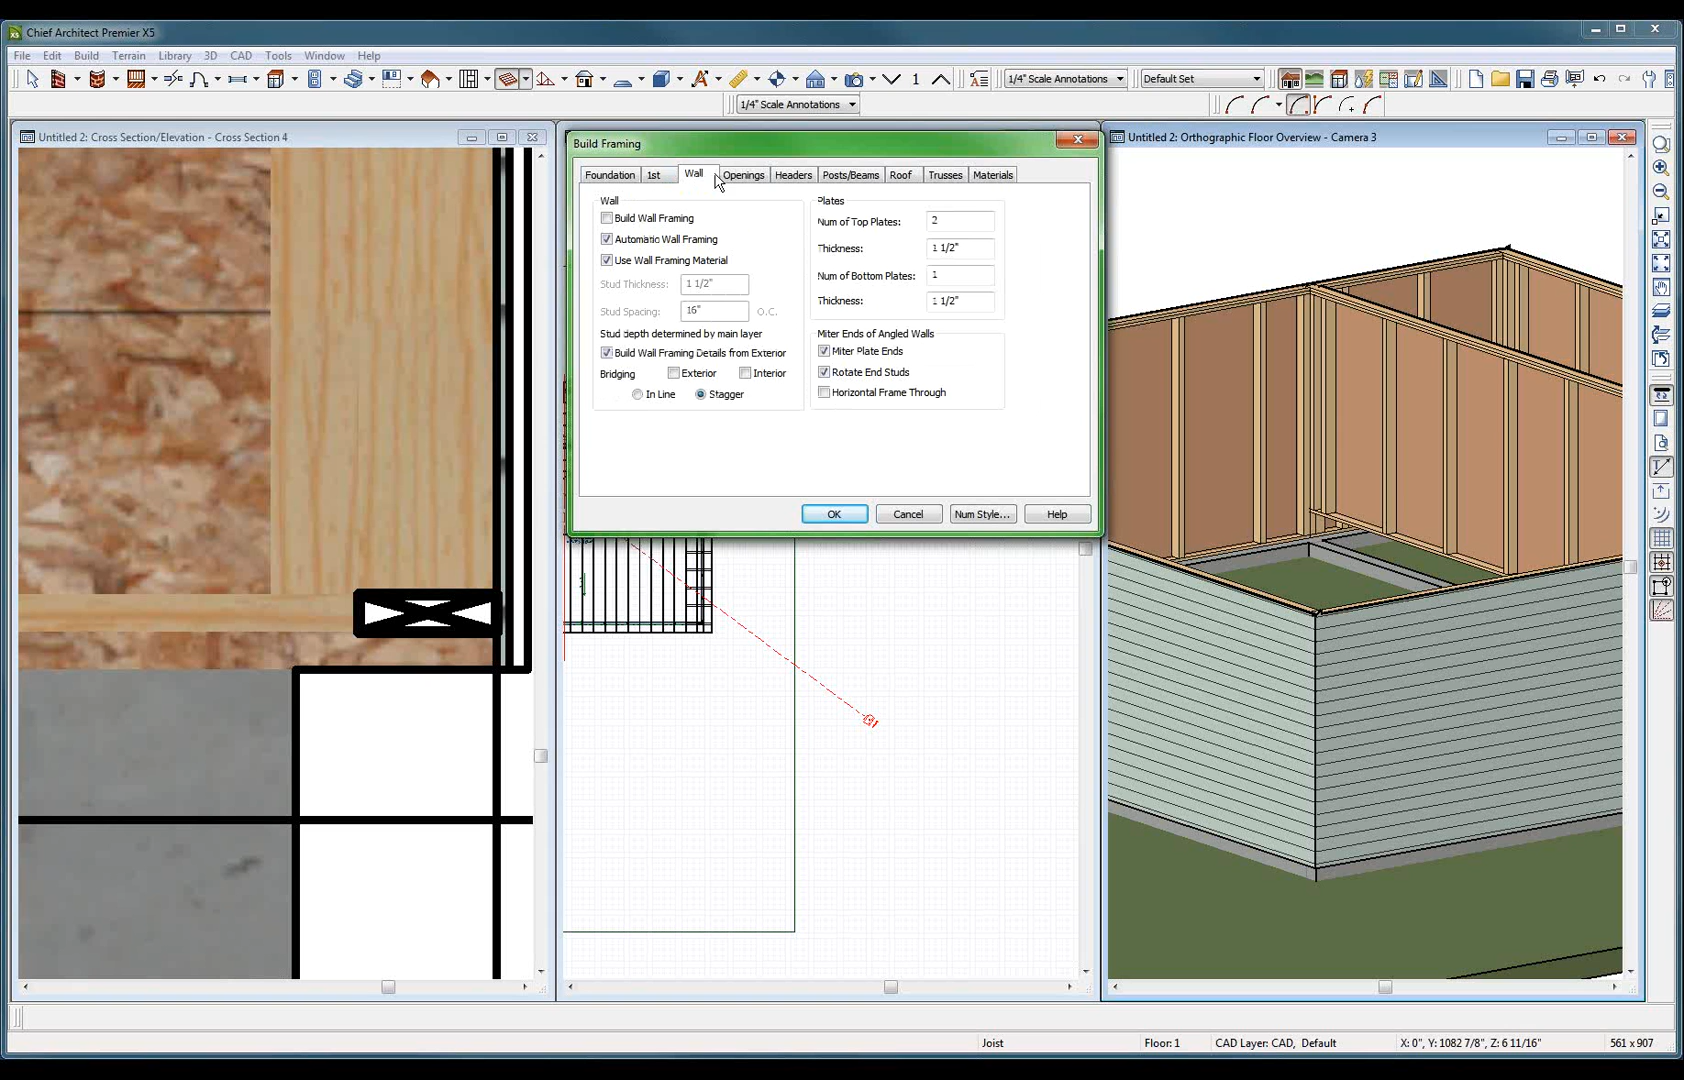 Chief Architect Premier X5
File Edit Build Terrain Library 3D CAD Tools Window Help
1 1/4" Scale Annotations Default Set
1/4" Scale Annotations
Untitled 2: Cross Section/Elevation - Cross Section 4
Build Framing
Untitled 2: Orthographic Floor Overview - Camera 3
Foundation 1st Wall Openings Headers Posts/Beams Roof Trusses Materials
Wall
Build Wall Framing
Automatic Wall Framing
Use Wall Framing Material
Stud Thickness: 1 1/2"
Stud Spacing: 16" O.C.
Stud depth determined by main layer
Build Wall Framing Details from Exterior
Bridging Exterior Interior
In Line Stagger
Plates
Num of Top Plates: 2
Thickness: 1 1/2"
Num of Bottom Plates: 1
Thickness: 1 1/2"
Miter Ends of Angled Walls
Miter Plate Ends
Rotate End Studs
Horizontal Frame Through
OK Cancel Num Style... Help
Joist Floor: 1 CAD Layer: CAD, Default X: 0", Y: 1082 7/8", Z: 6 11/16" 561 x 907